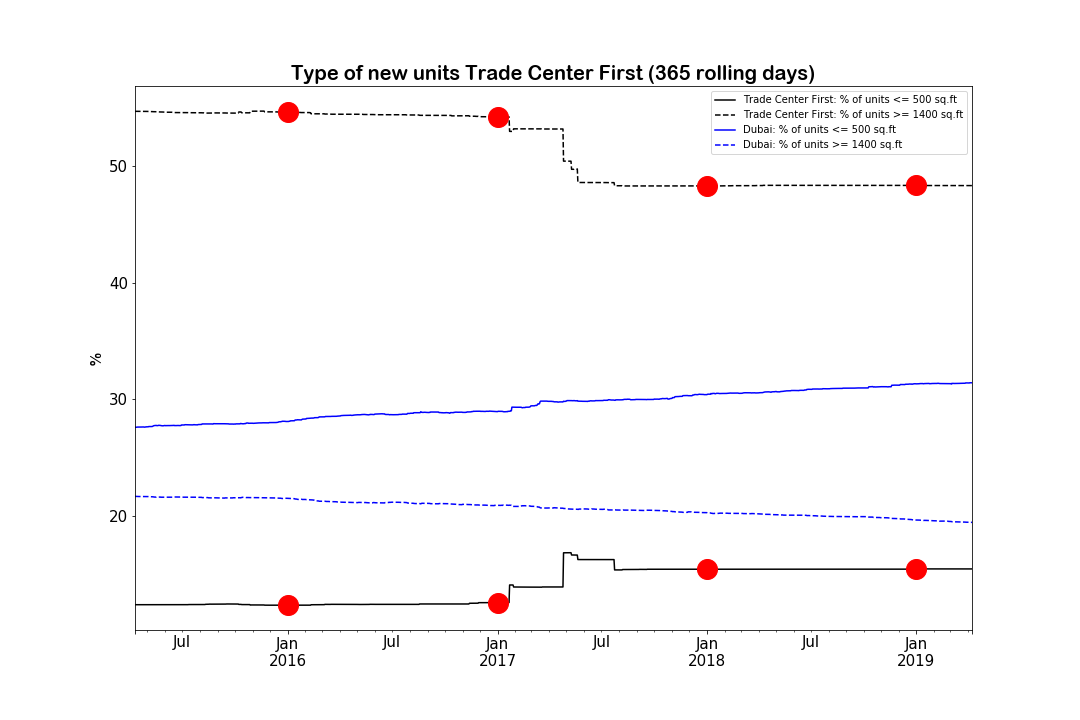 Type of new units Trade Center First (365 rolling days)
Trade Center First: % of units <= 500 sq.ft
Trade Center First: % of units >= 1400 sq.ft
Dubai: % of units <= 500 sq.ft
Dubai: % of units >= 1400 sq.ft
50
40
%
30
20
Jul Jan Jul Jan Jul Jan Jul Jan
2016 2017 2018 2019